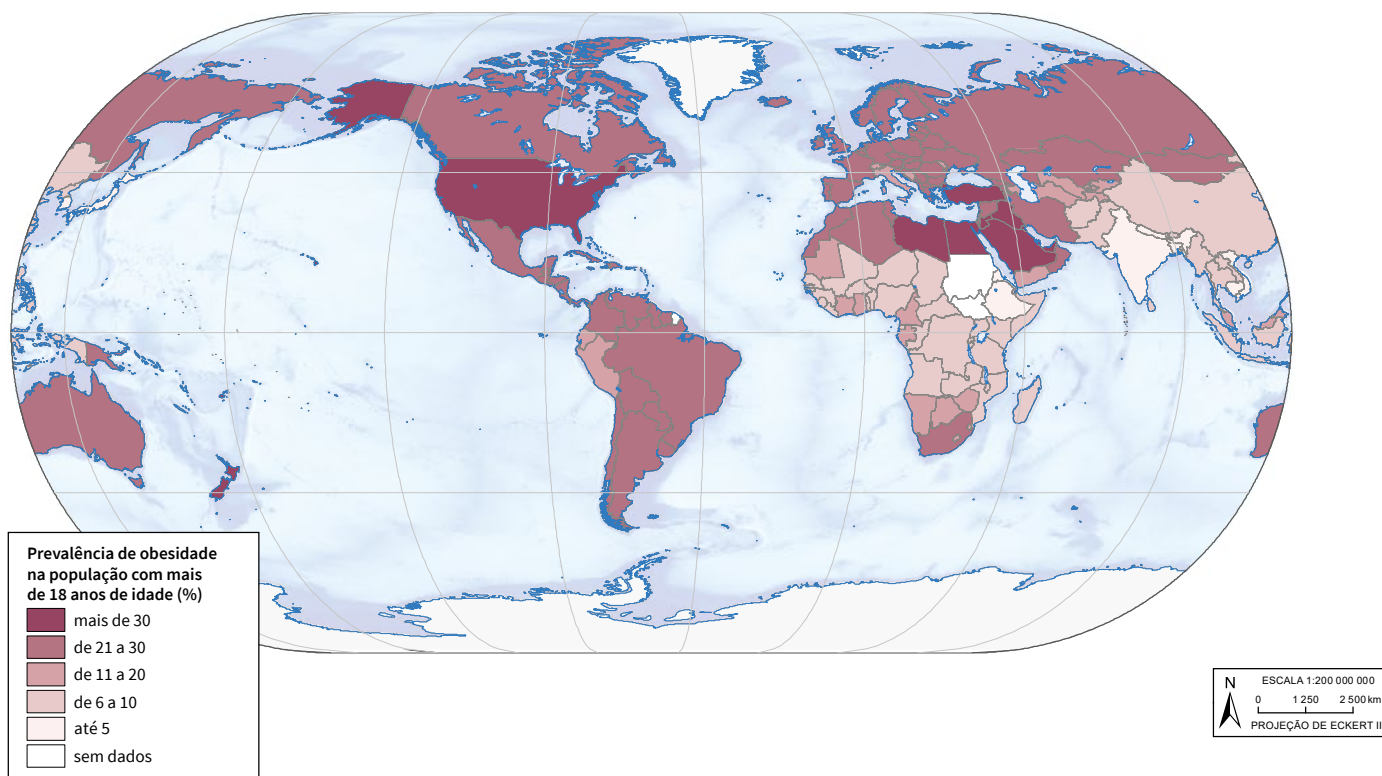 Prevalência de obesidade
na população com mais
de 18 anos de idade (%)
mais de 30
de 21 a 30
de 11 a 20
de 6 a 10
até 5
sem dados
N
ESCALA 1:200 000 000
0 1 250 2 500 km
PROJEÇÃO DE ECKERT II